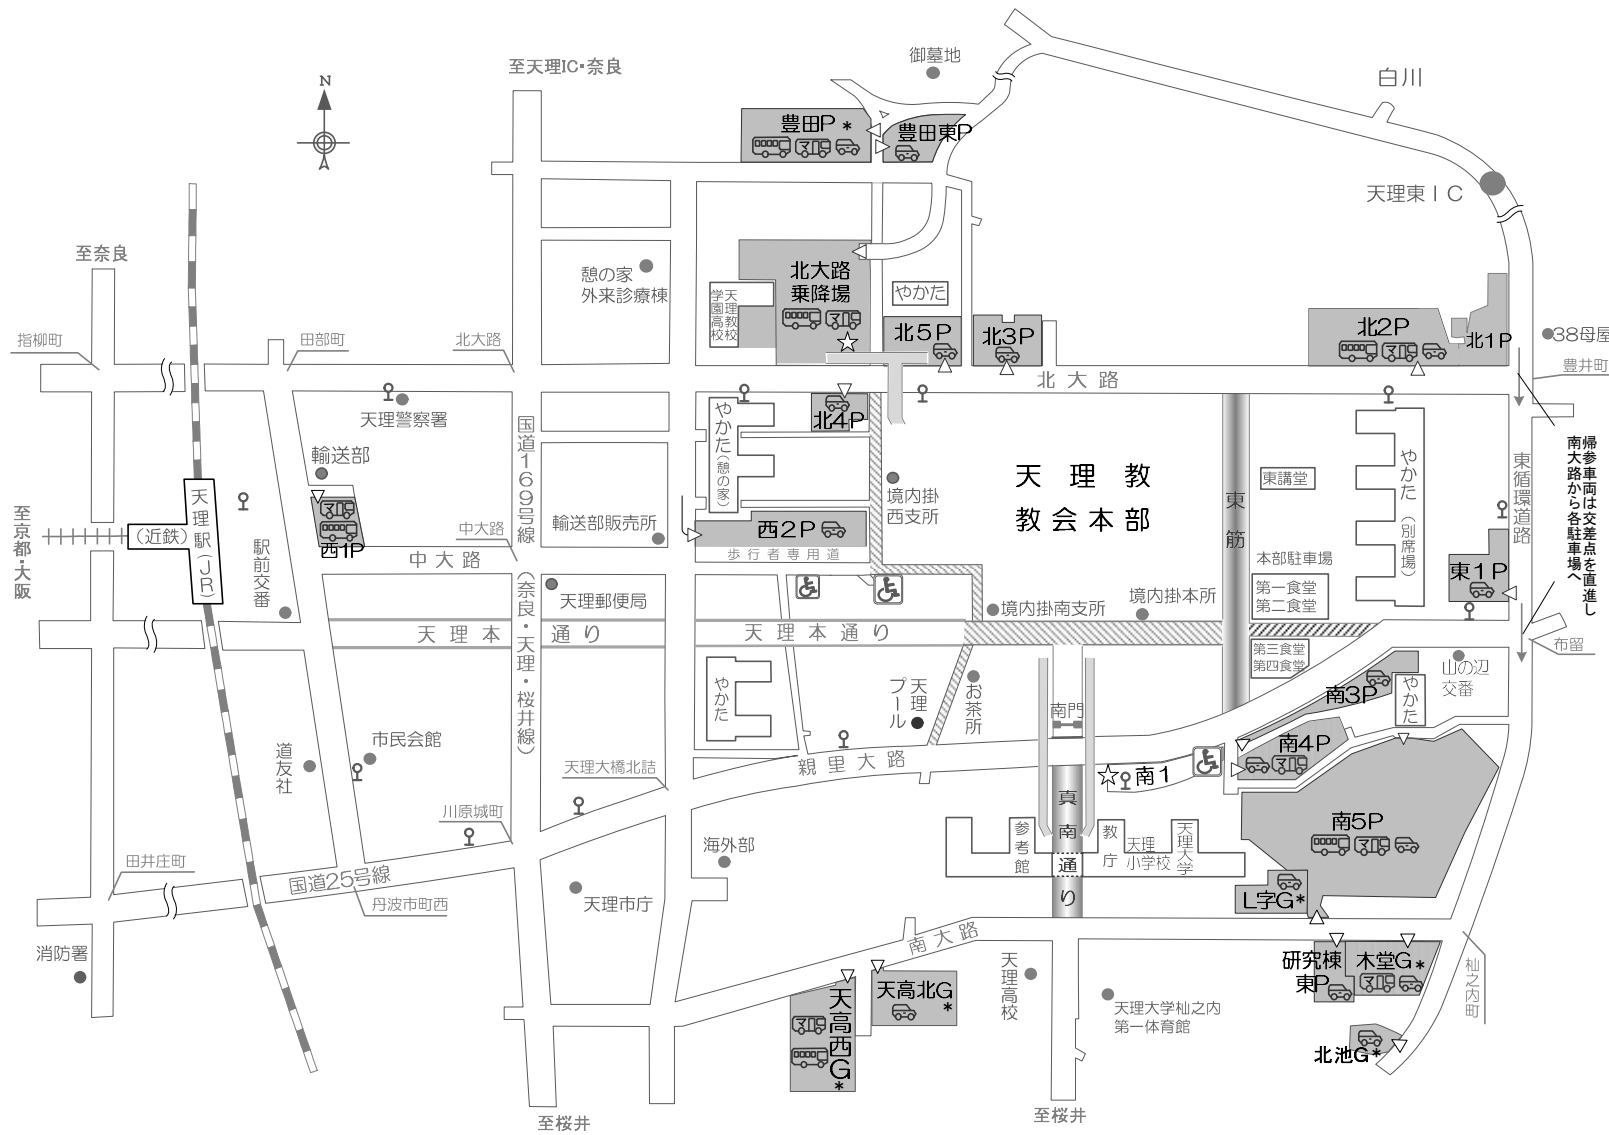 至天理IC・奈良
御墓地
白川
N
豊田P *
豊田東P
天理東IC
至奈良
憩の家
外来診療棟
天理教校
学園高校
北大路
乗降場
やかた
北5P
北3P
北2P
北1P
38母屋
豊井町
指柳町
田部町
北大路
北大路
天理警察署
北4P
やかた(憩の家)
国道169号線(奈良・天理・桜井線)
輸送部
西1P
天理駅(JR)
(近鉄)
至京都・大阪
駅前交番
中大路
中大路
輸送部販売所
西2P
歩行者専用道
境内掛
西支所
天理教
教会本部
東筋
東講堂
やかた(別席場)
東循環道路
帰参車両は交差点を直進し
南大路から各駐車場へ
本部駐車場
第一食堂
第二食堂
東1P
天理郵便局
境内掛南支所
境内掛本所
天理本通り
天理本通り
第三食堂
第四食堂
布留
山の辺
交番
やかた
やかた
天理
プール
お茶所
南門
南3P
南4P
道友社
市民会館
天理大橋北詰
親里大路
南1
真南通り
南5P
川原城町
海外部
参考館
教庁
天理
小学校
天理大学
L字G*
田井庄町
国道25号線
丹波市町西
天理市庁
消防署
南大路
天理高校
天高西G
*
天高北G
*
天理大学杣之内
第一体育館
研究棟
東P
木堂G*
杣之内町
北池G*
至桜井
至桜井